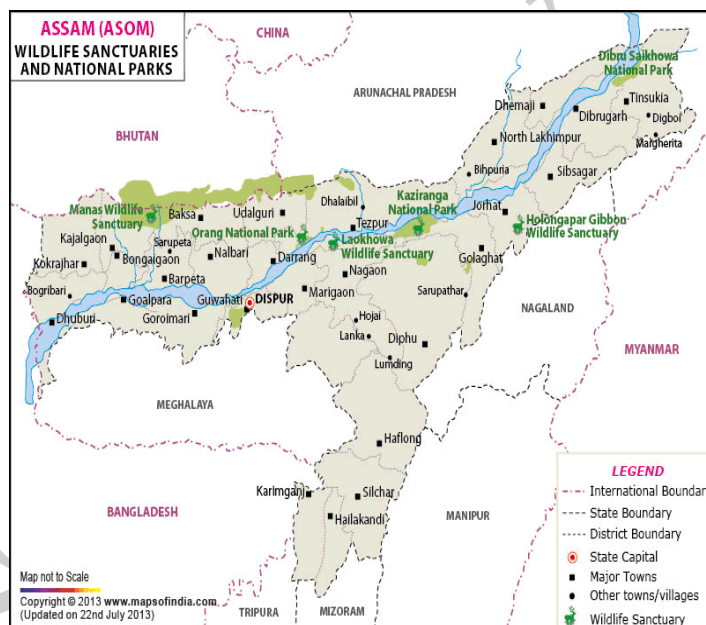 ASSAM (ASOM)
WILDLIFE SANCTUARIES
AND NATIONAL PARKS
CHINA
Dibru Saikhowa
National Park
ARUNACHAL PRADESH
Dhemaji
Tinsukia
Dibrugarh
Digboi
BHUTAN
North Lakhimpur
Margherita
Bihpuria
Sibsagar
Kaziranga
National Park
Dhalaibil
Manas Wildlife
Sanctuary
Baksa
Udalguri
Tezpur
Jorhat
Holongapar Gibbon
Wildlife Sanctuary
Orang National Park
Laokhowa
Wildlife Sanctuary
Kajalgaon
Sarupeta
Kokrajhar
Bongaigaon
Nalbari
Darrang
Golaghat
Barpeta
Nagaon
Bogribari
Goalpara
Guwahati
DISPUR
Marigaon
Sarupathar
Dhuburi
Goroimari
Hojai
NAGALAND
Lanka
Diphu
MYANMAR
Lumding
MEGHALAYA
Haflong
BANGLADESH
Karimganj
Silchar
Hailakandi
MANIPUR
TRIPURA
MIZORAM
LEGEND
International Boundar
State Boundary
District Boundary
State Capital
Major Towns
Other towns/villages
Wildlife Sanctuary
Map not to Scale
Copyright © 2013 www.mapsofindia.com
(Updated on 22nd July 2013)